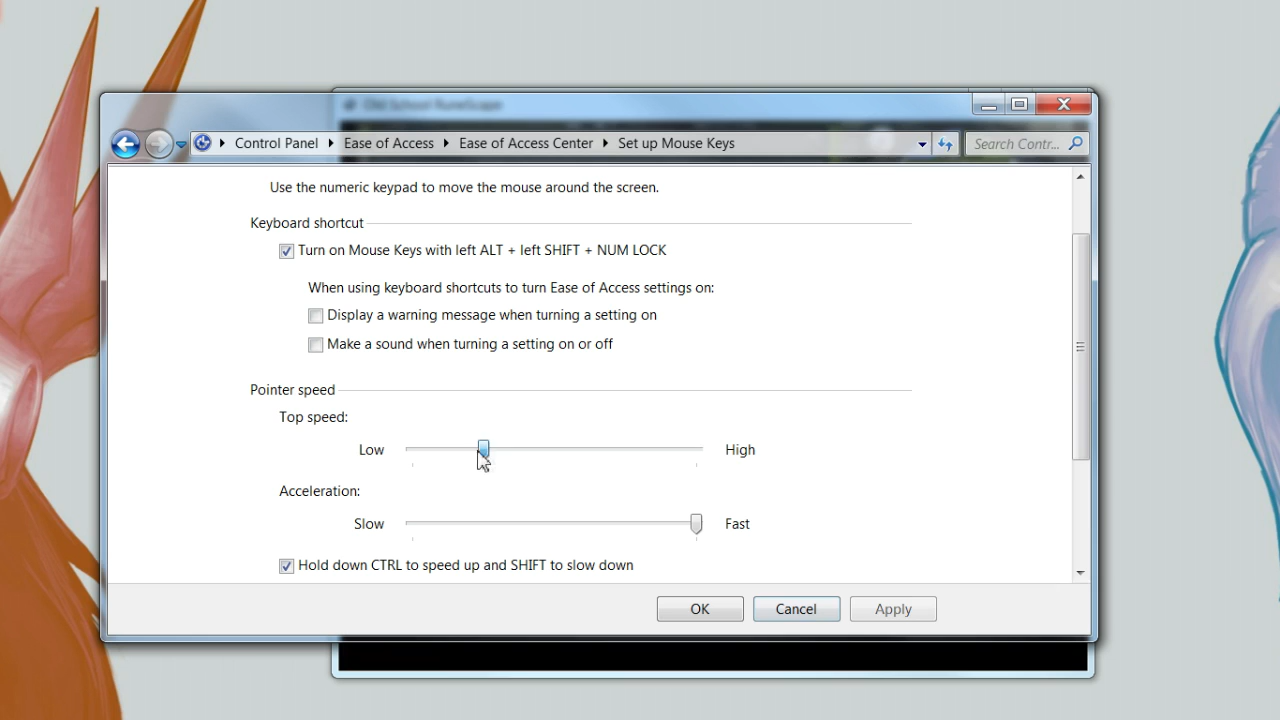 Old School RuneScape
Control Panel Ease of Access Ease of Access Center Set up Mouse Keys
Search Contr...
Use the numeric keypad to move the mouse around the screen.
Keyboard shortcut
Turn on Mouse Keys with left ALT + left SHIFT + NUM LOCK
When using keyboard shortcuts to turn Ease of Access settings on:
Display a warning message when turning a setting on
Make a sound when turning a setting on or off
Pointer speed
Top speed:
Low High
Acceleration:
Slow Fast
Hold down CTRL to speed up and SHIFT to slow down
OK Cancel Apply